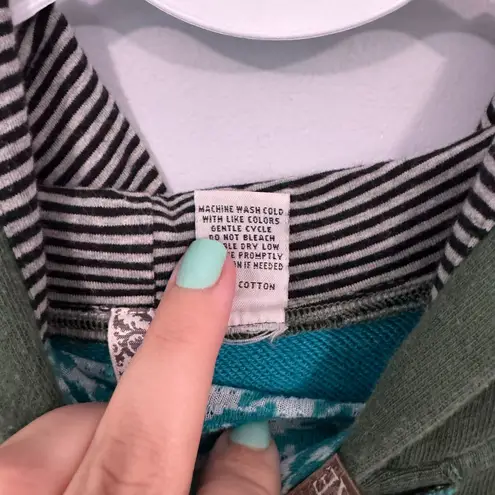 MACHINE WASH COLD
WITH LIKE COLORS
GENTLE CYCLE
DO NOT BLEACH
DRY LOW
PROMPTLY
IF NEEDED
COTTON